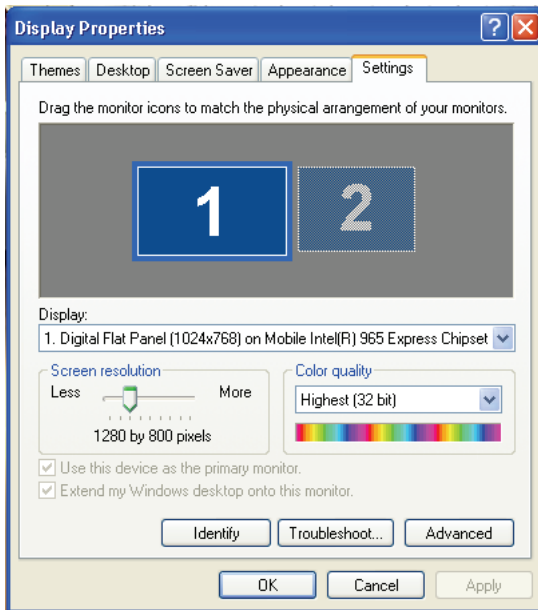 Display Properties
Themes Desktop Screen Saver Appearance Settings
Drag the monitor icons to match the physical arrangement of your monitors.
1 2
Display:
1. Digital Flat Panel (1024x768) on Mobile Intel(R) 965 Express Chipset
Screen resolution Color quality
Less More Highest (32 bit)
1280 by 800 pixels
Use this device as the primary monitor.
Extend my Windows desktop onto this monitor.
Identify Troubleshoot... Advanced
OK Cancel Apply